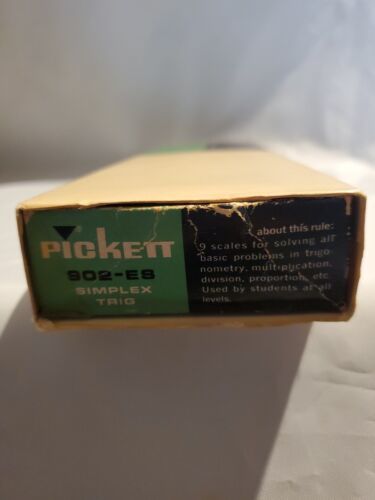 PICKETT
902-ES
SIMPLEX
TRIG
about this rule:
9 scales for solving all
basic problems in trigo-
nometry, multiplication,
division, proportion, etc.
Used by students at all
levels.